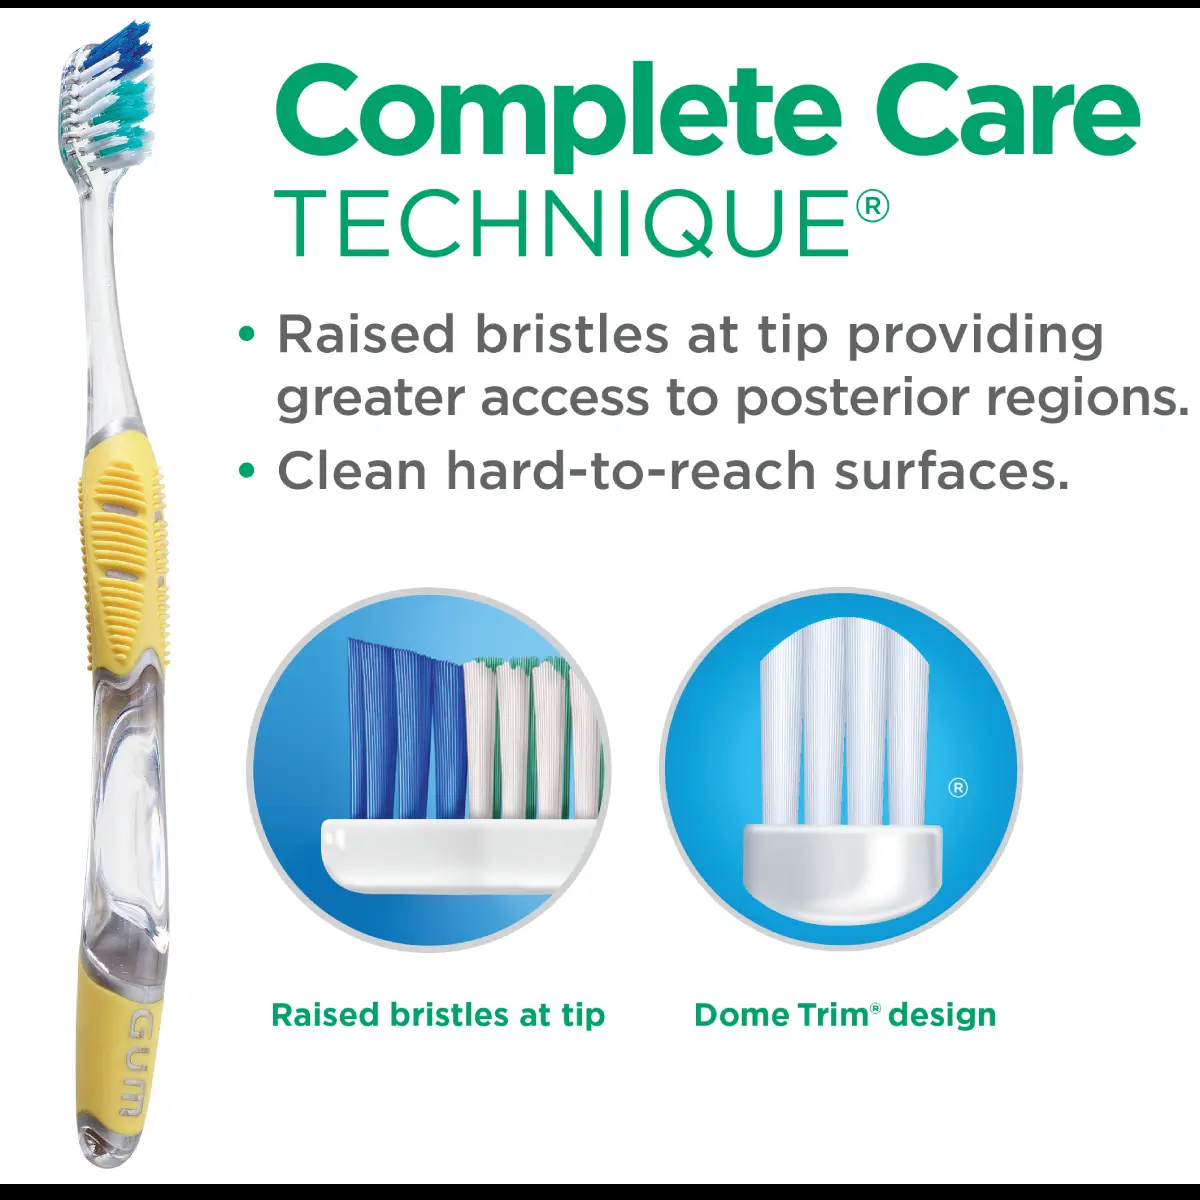 Complete Care
TECHNIQUE®
• Raised bristles at tip providing
greater access to posterior regions.
• Clean hard-to-reach surfaces.
®
Raised bristles at tip
Dome Trim® design
GUM